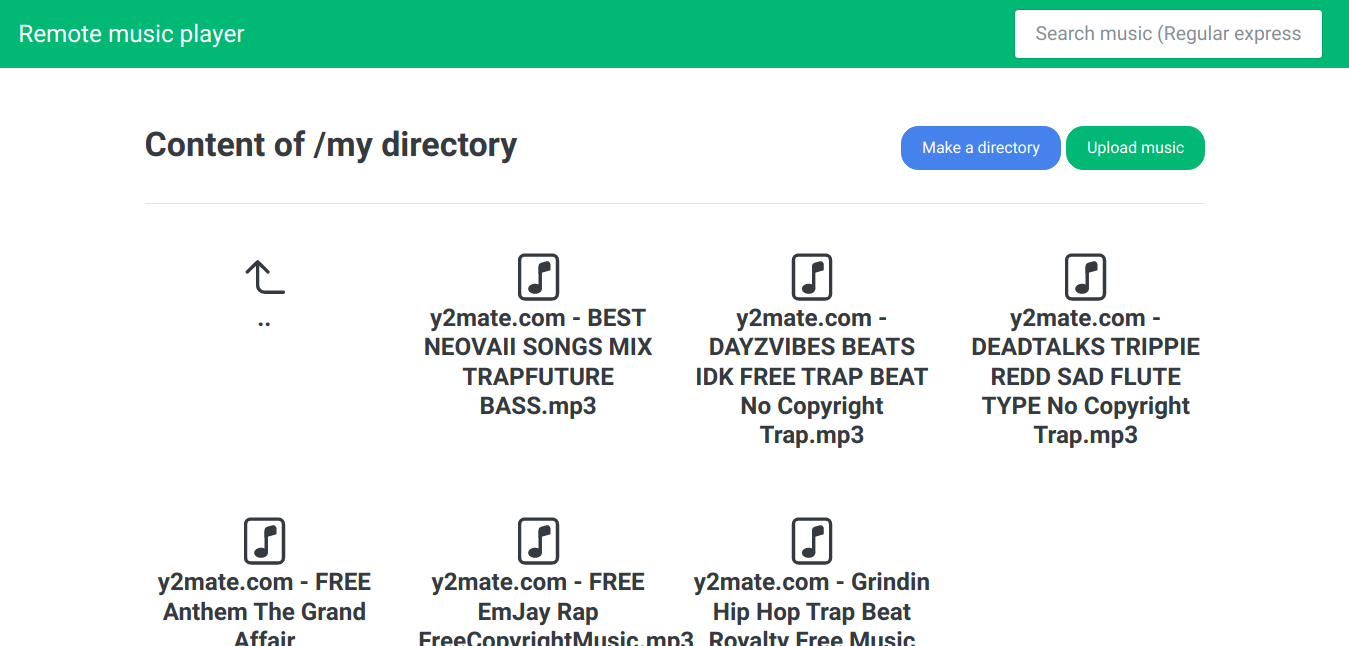 Remote music player
Search music (Regular express
Content of /my directory
Make a directory
Upload music
..
y2mate.com - BEST
NEOVAII SONGS MIX
TRAPFUTURE
BASS.mp3
y2mate.com -
DAYZVIBES BEATS
IDK FREE TRAP BEAT
No Copyright
Trap.mp3
y2mate.com -
DEADTALKS TRIPPIE
REDD SAD FLUTE
TYPE No Copyright
Trap.mp3
y2mate.com - FREE
Anthem The Grand
Affair
y2mate.com - FREE
EmJay Rap
FreeCopyrightMusic.mp3
y2mate.com - Grindin
Hip Hop Trap Beat
Royalty Free Music